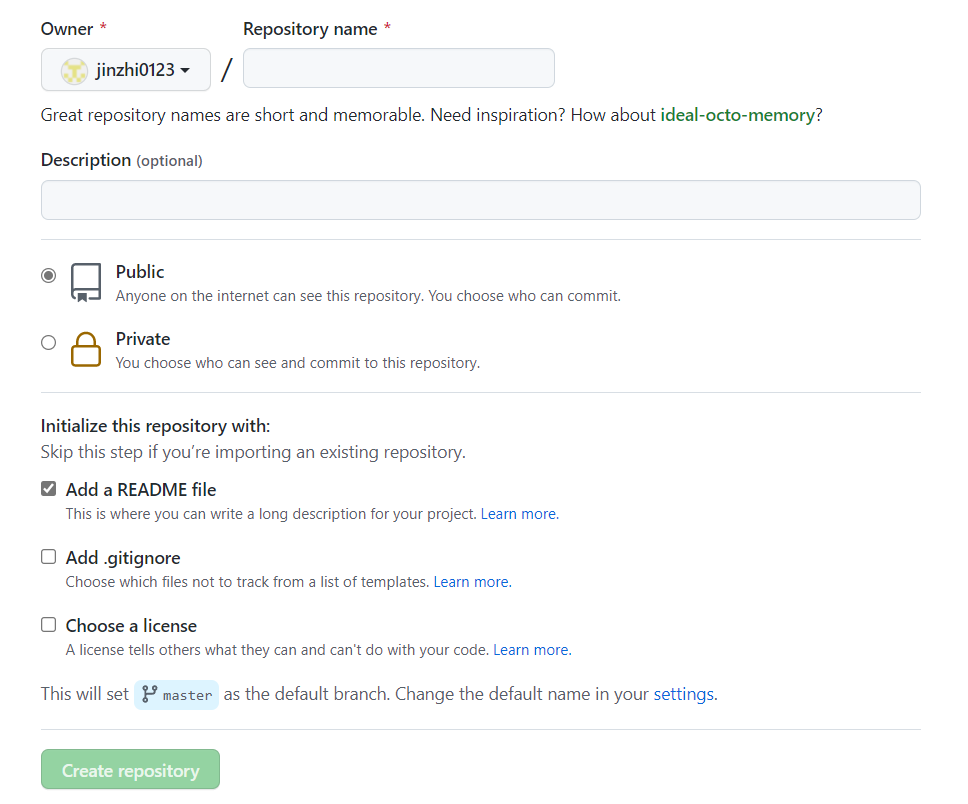 Owner * Repository name *
jinzhi0123 /
Great repository names are short and memorable. Need inspiration? How about ideal-octo-memory?
Description (optional)
Public
Anyone on the internet can see this repository. You choose who can commit.
Private
You choose who can see and commit to this repository.
Initialize this repository with:
Skip this step if you’re importing an existing repository.
Add a README file
This is where you can write a long description for your project. Learn more.
Add .gitignore
Choose which files not to track from a list of templates. Learn more.
Choose a license
A license tells others what they can and can't do with your code. Learn more.
This will set master as the default branch. Change the default name in your settings.
Create repository